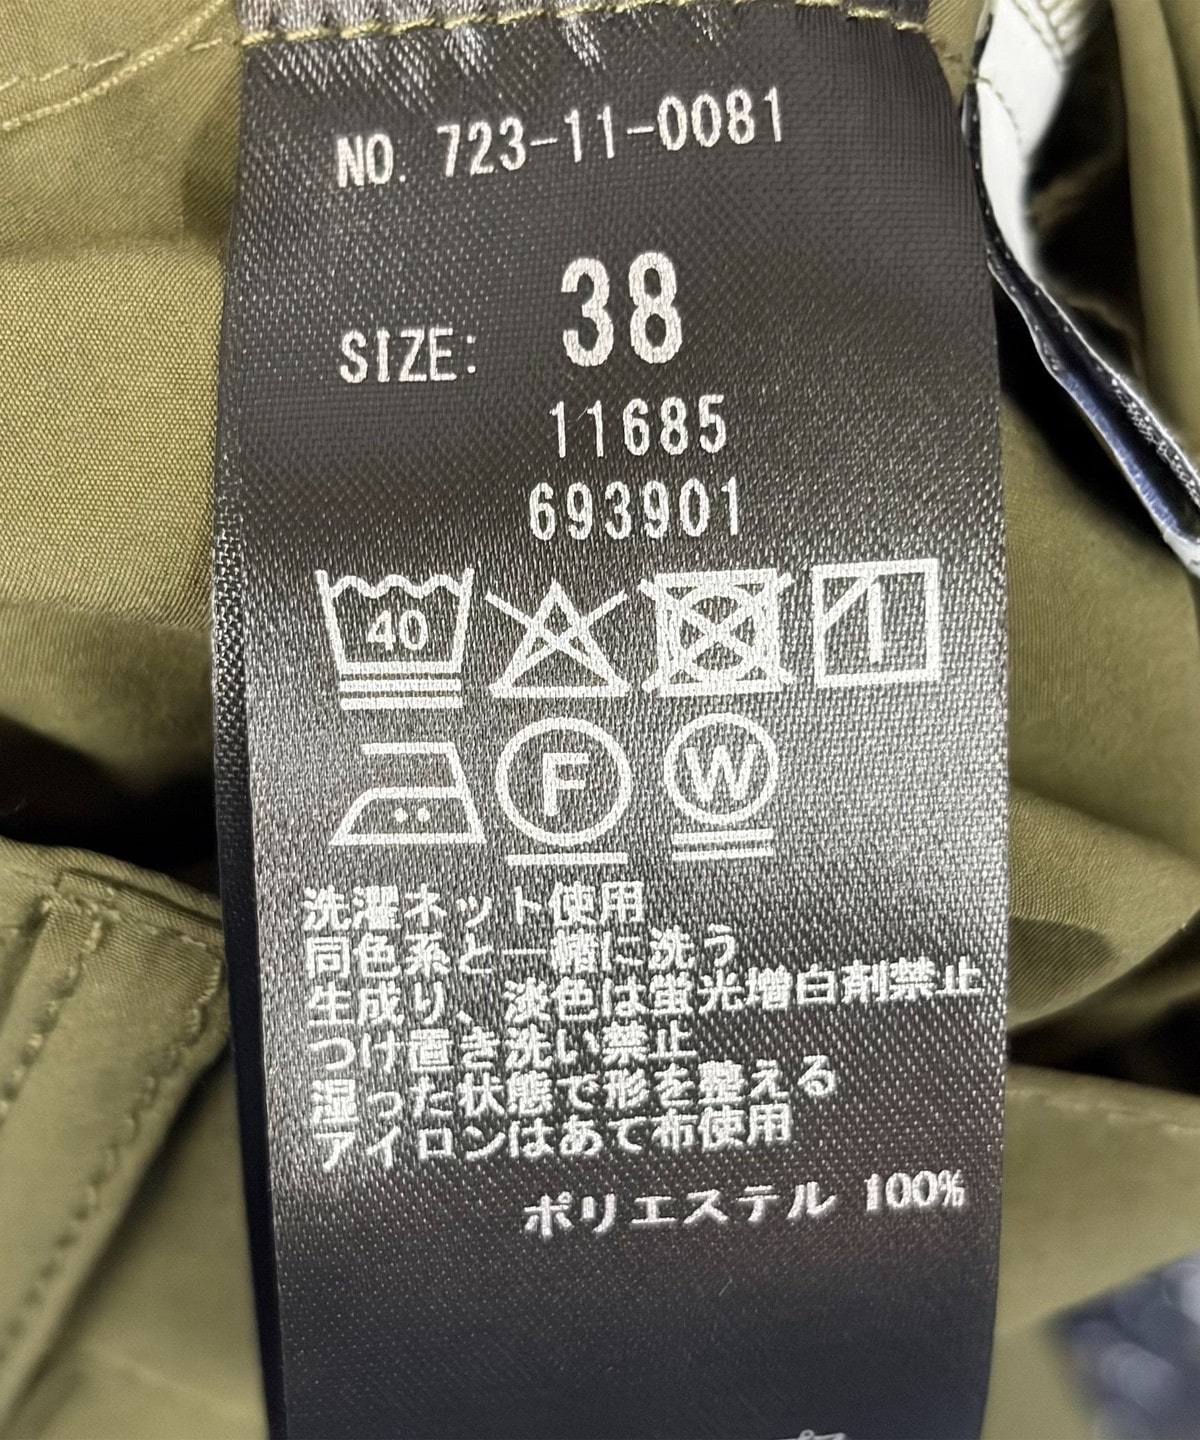 NO. 723-11-0081
SIZE: 38
11685
693901
40
F
W
洗濯ネット使用
同色系と一緒に洗う
生成り、淡色は蛍光増白剤禁止
つけ置き洗い禁止
湿った状態で形を整える
アイロンはあて布使用
ポリエステル 100%